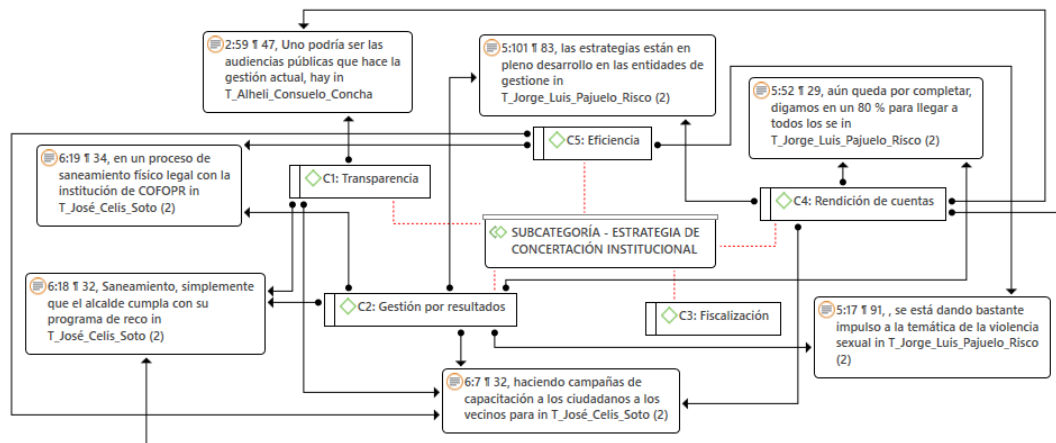 2:59 ¶ 47, Uno podría ser las
audiencias públicas que hace la
gestión actual, hay in
T_Alheli_Consuelo_Concha
5:101 ¶ 83, las estrategias están en
pleno desarrollo en las entidades de
gestione in
T_Jorge_Luis_Pajuelo_Risco (2)
5:52 ¶ 29, aún queda por completar,
digamos en un 80 % para llegar a
todos los se in
T_Jorge_Luis_Pajuelo_Risco (2)
C5: Eficiencia
6:19 ¶ 34, en un proceso de
saneamiento físico legal con la
institución de COFOPR in
T_José_Celis_Soto (2)
C1: Transparencia
C4: Rendición de cuentas
SUBCATEGORÍA - ESTRATEGIA DE
CONCERTACIÓN INSTITUCIONAL
6:18 ¶ 32, Saneamiento, simplemente
que el alcalde cumpla con su
programa de reco in
T_José_Celis_Soto (2)
C2: Gestión por resultados
C3: Fiscalización
5:17 ¶ 91, , se está dando bastante
impulso a la temática de la violencia
sexual in T_Jorge_Luis_Pajuelo_Risco
(2)
6:7 ¶ 32, haciendo campañas de
capacitación a los ciudadanos a los
vecinos para in T_José_Celis_Soto (2)